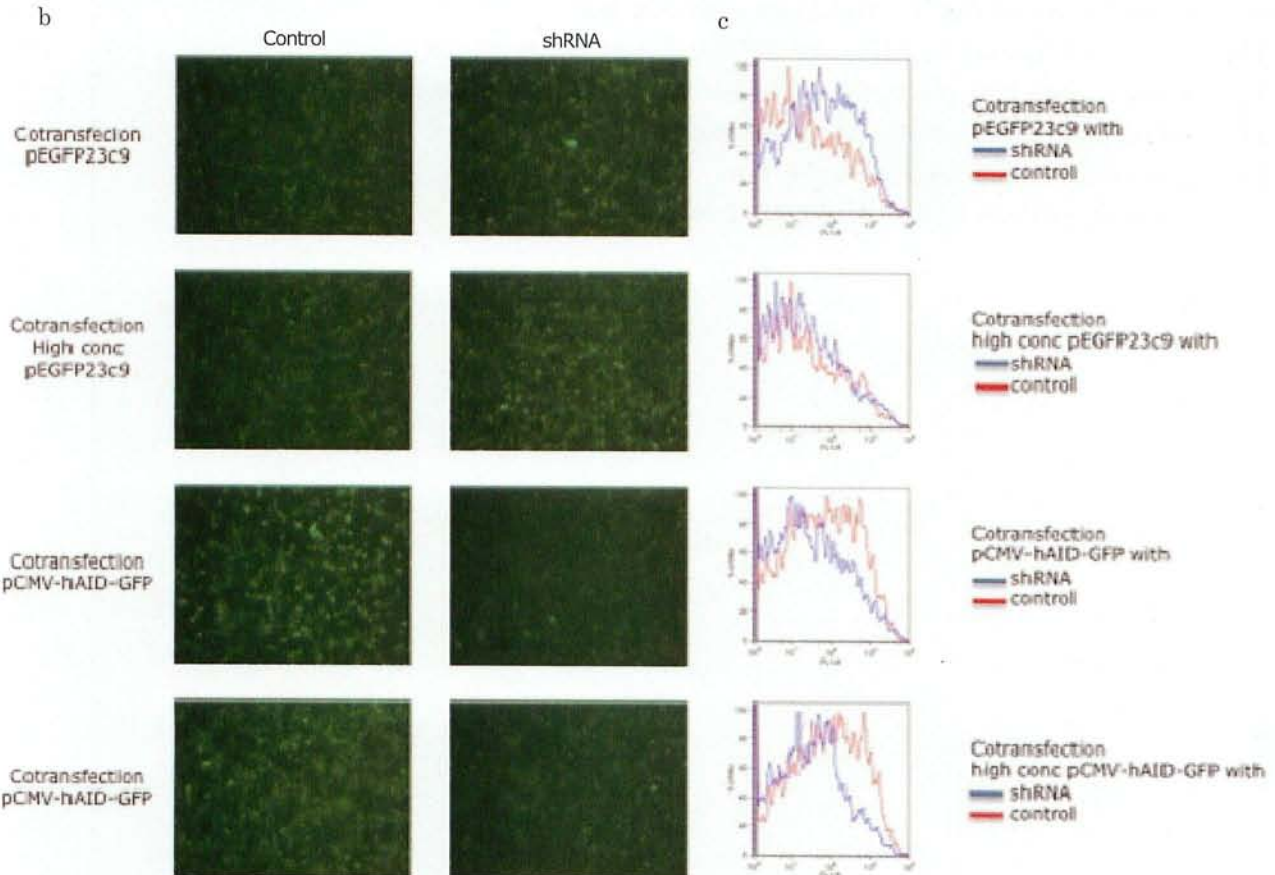 b
c
Control
shRNA
Cotransfecion
pEGFP23c9
Cotransfection
pEGFP23c9 with
shRNA
controll
Cotransfection
High conc
pEGFP23c9
Cotransfection
high conc pEGFP23c9 with
shRNA
controll
Cotransfection
pCMV-hAID-GFP
Cotransfection
pCMV-hAID-GFP with
shRNA
controll
Cotransfection
pCMV-hAID-GFP
Cotransfection
high conc pCMV-hAID-GFP with
shRNA
controll